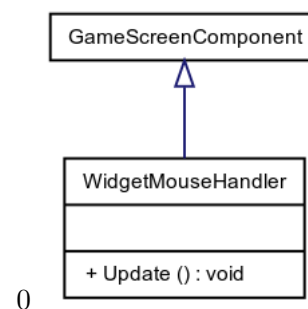 GameScreenComponent
WidgetMouseHandler
+ Update () : void
0